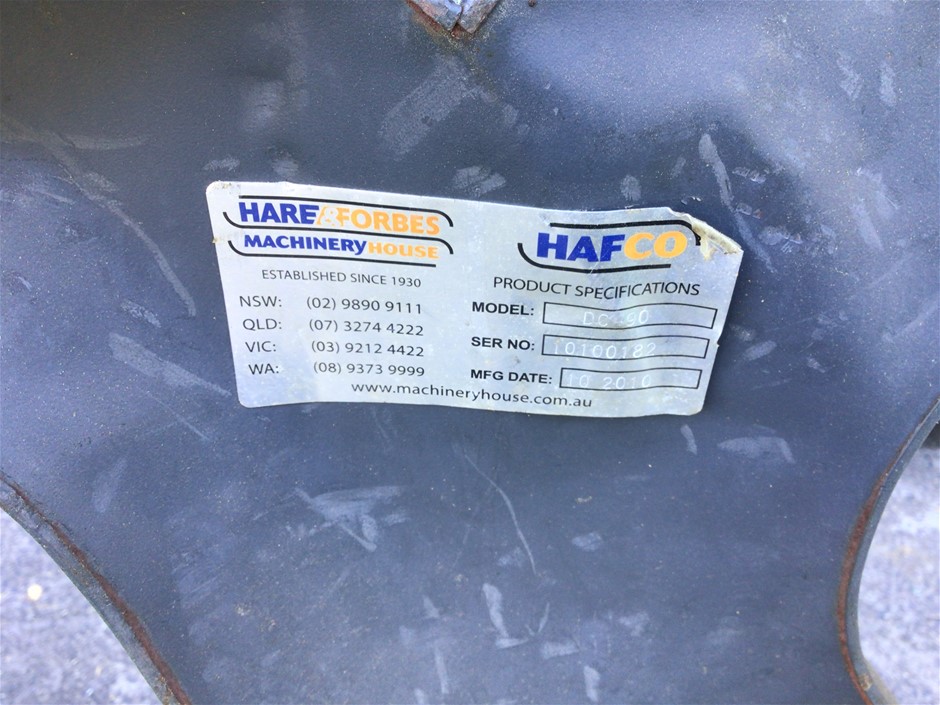 HARE&FORBES
MACHINERYHOUSE
ESTABLISHED SINCE 1930
NSW: (02) 9890 9111
QLD: (07) 3274 4222
VIC: (03) 9212 4422
WA: (08) 9373 9999
www.machineryhouse.com.au
HAFCO
PRODUCT SPECIFICATIONS
MODEL:
SER NO: 10100182
MFG DATE: 10 2010